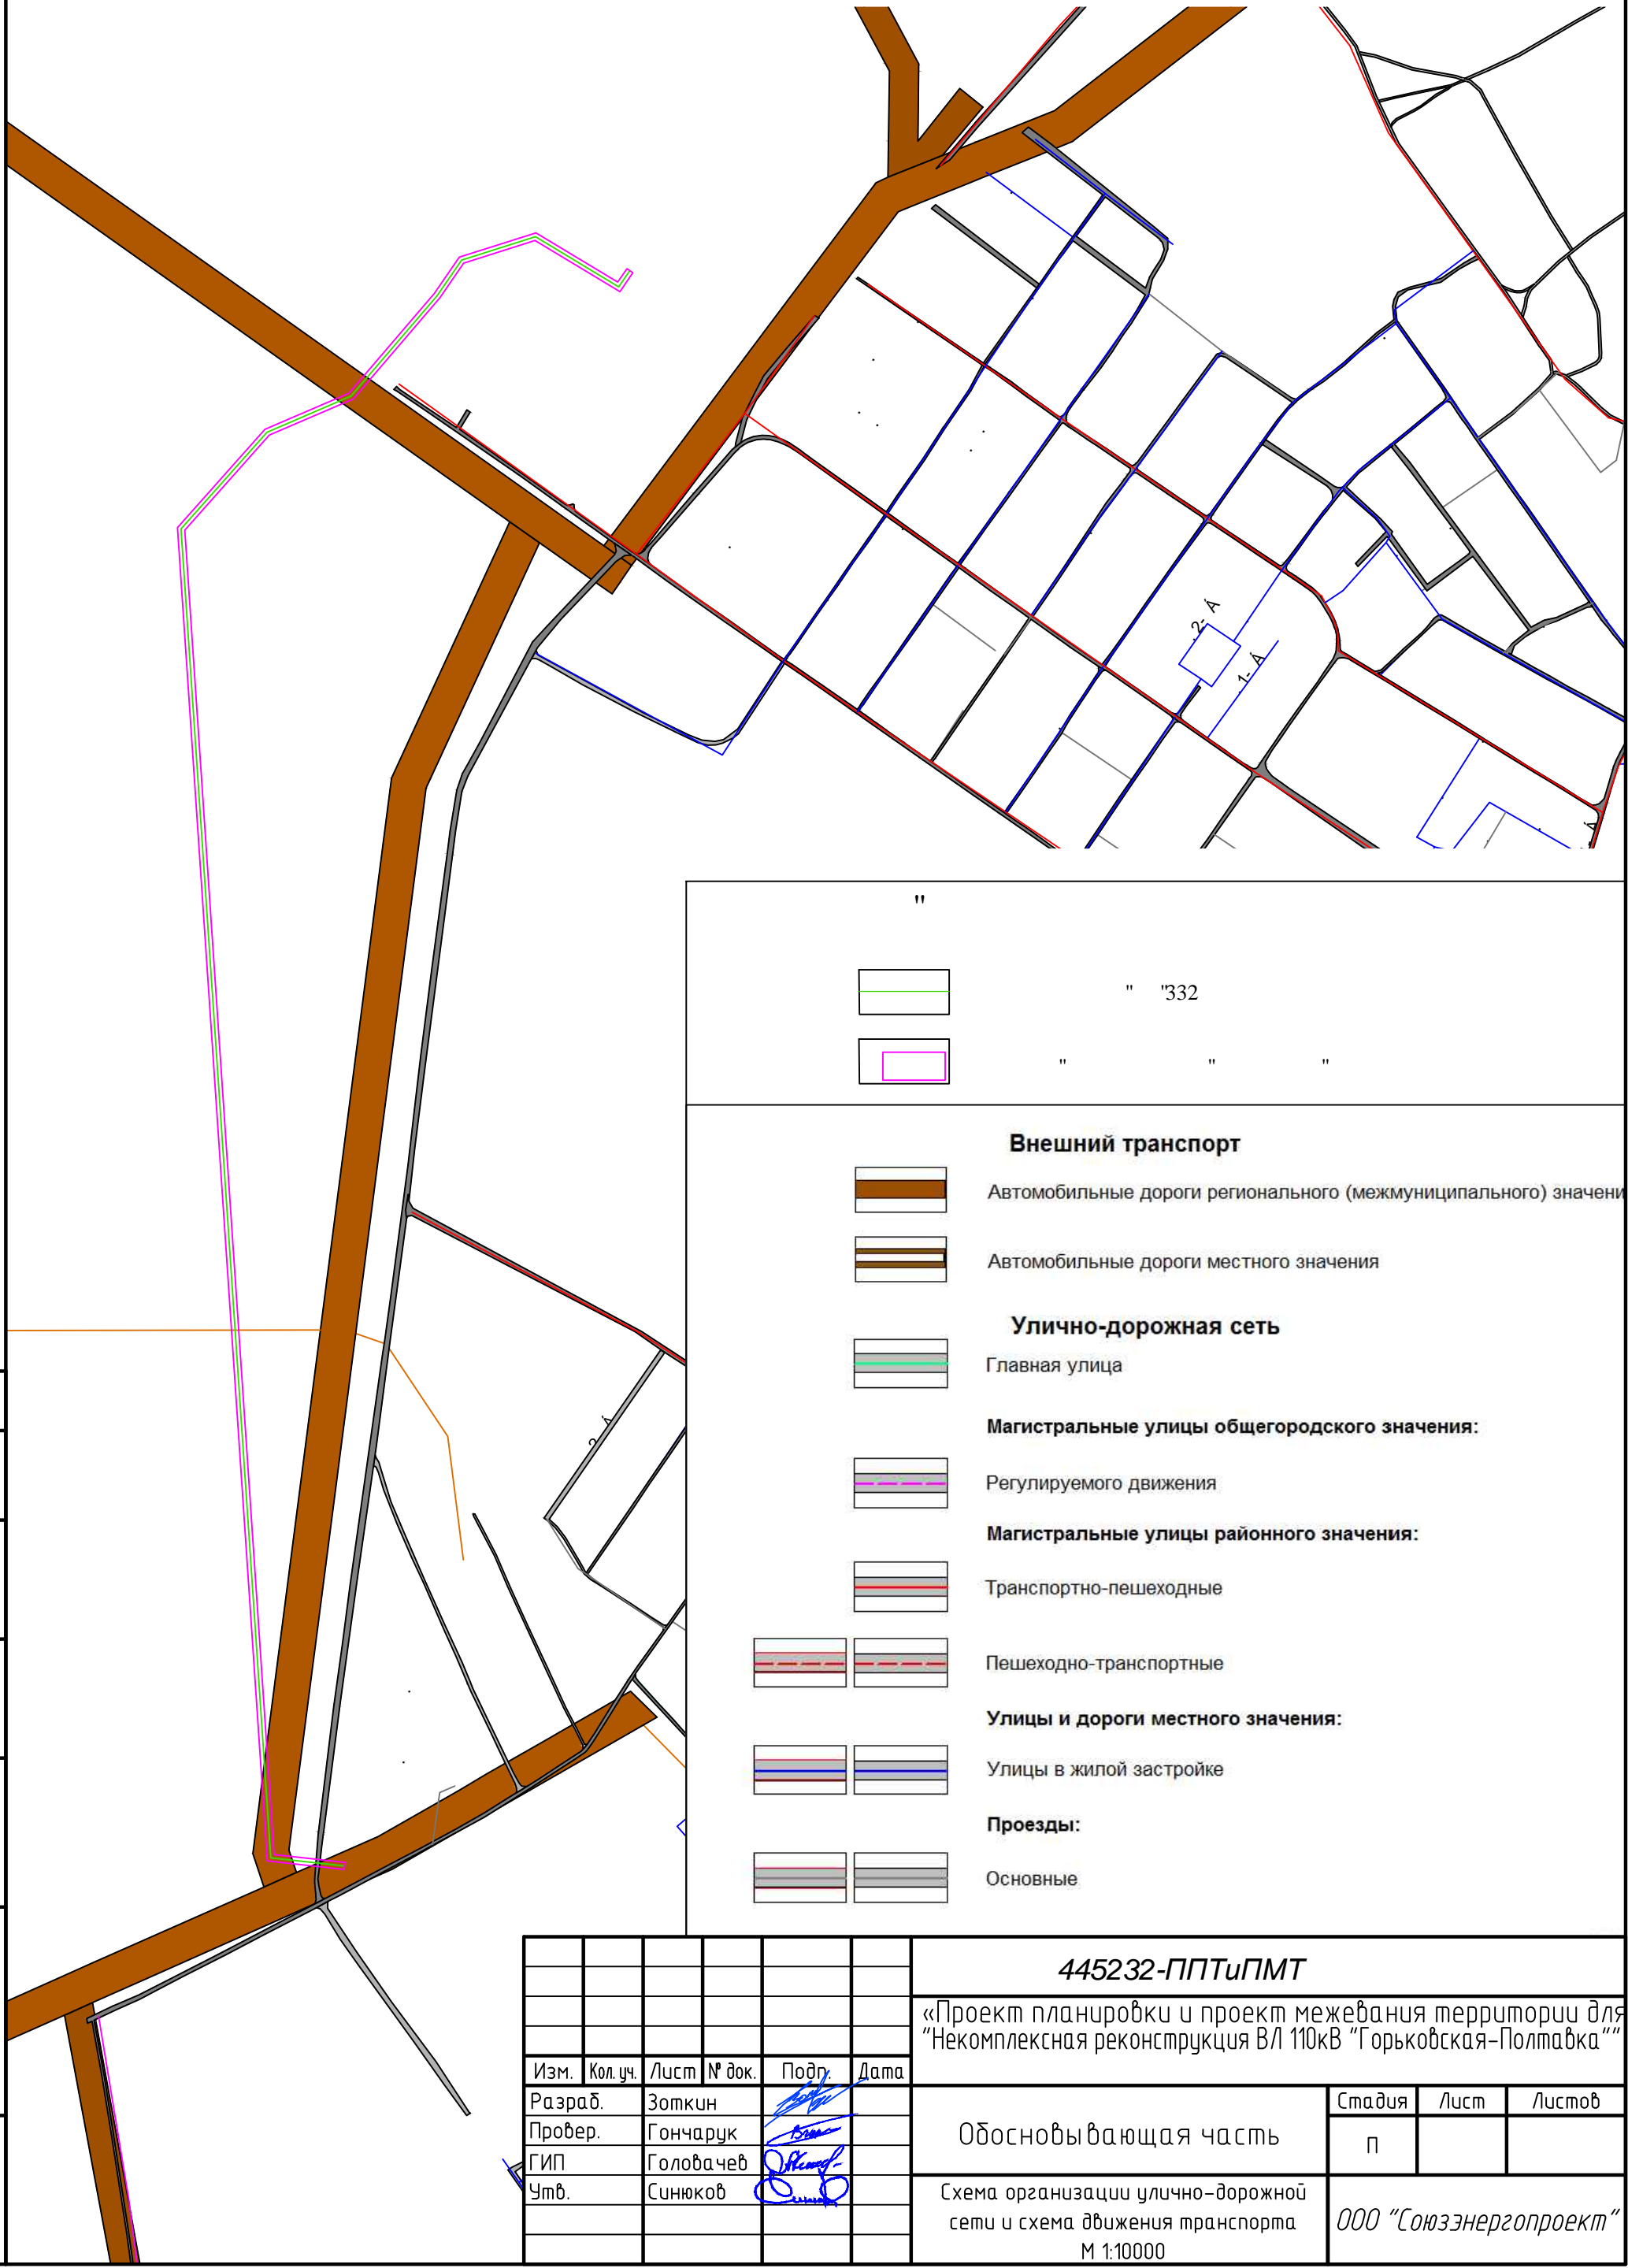 2- Á
1- Á
Á
"
" "332
" " "
2- Á
Внешний транспорт
Автомобильные дороги регионального (межмуниципального) значени
Автомобильные дороги местного значения
Улично-дорожная сеть
Главная улица
Магистральные улицы общегородского значения:
Регулируемого движения
Магистральные улицы районного значения:
Транспортно-пешеходные
Пешеходно-транспортные
Улицы и дороги местного значения:
Улицы в жилой застройке
Проезды:
Основные
445232-ППТиПМТ
«Проект планировки и проект межевания территории для
"Некомплексная реконструкция ВЛ 110кВ "Горьковская-Полтавка""
Изм. Кол.уч. Лист № док. Подп. Дата
Разраб. Зоткин
Провер. Гончарук
ГИП Головачев
Утв. Синюков
Обосновывающая часть
Стадия Лист Листов
П
Схема организации улично-дорожной
сети и схема движения транспорта
М 1:10000
ООО "Союзэнергопроект"